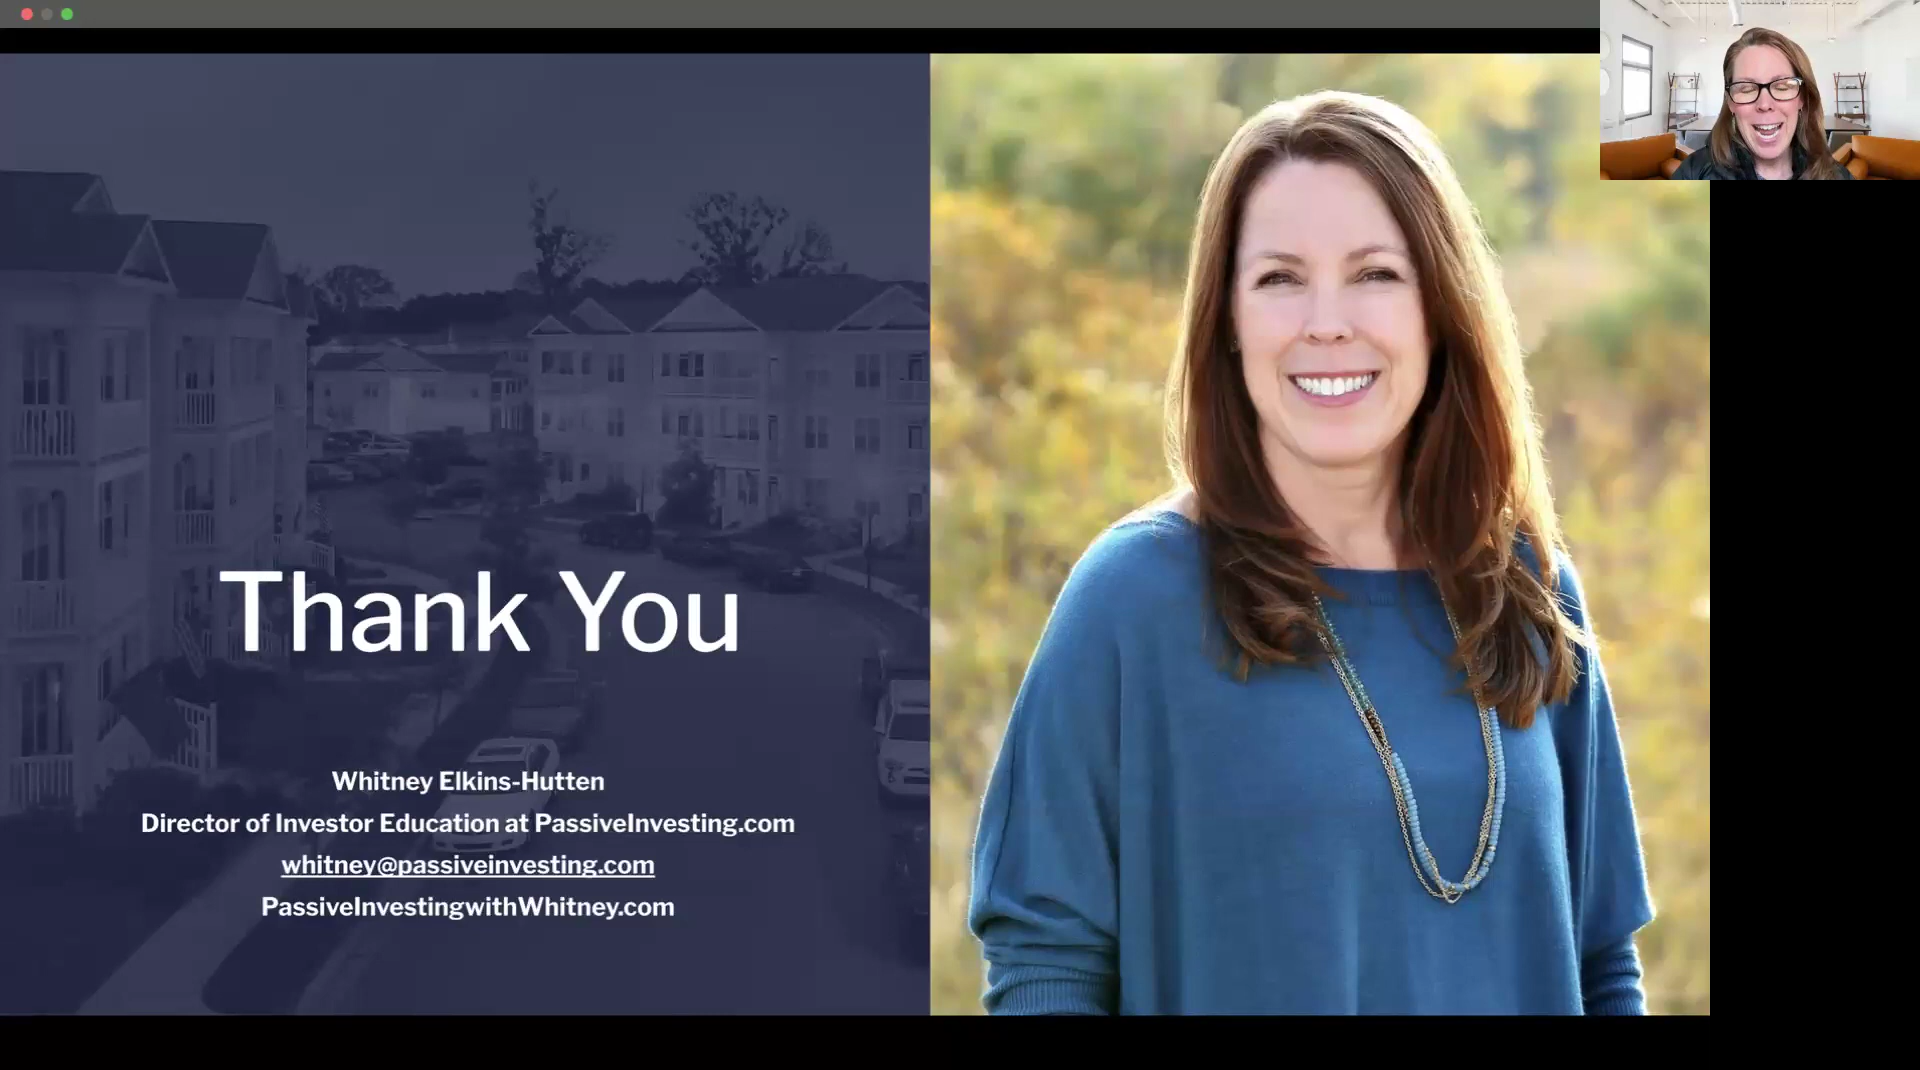 Thank You
Whitney Elkins-Hutten
Director of Investor Education at PassiveInvesting.com
whitney@passiveinvesting.com
PassiveInvestingwithWhitney.com